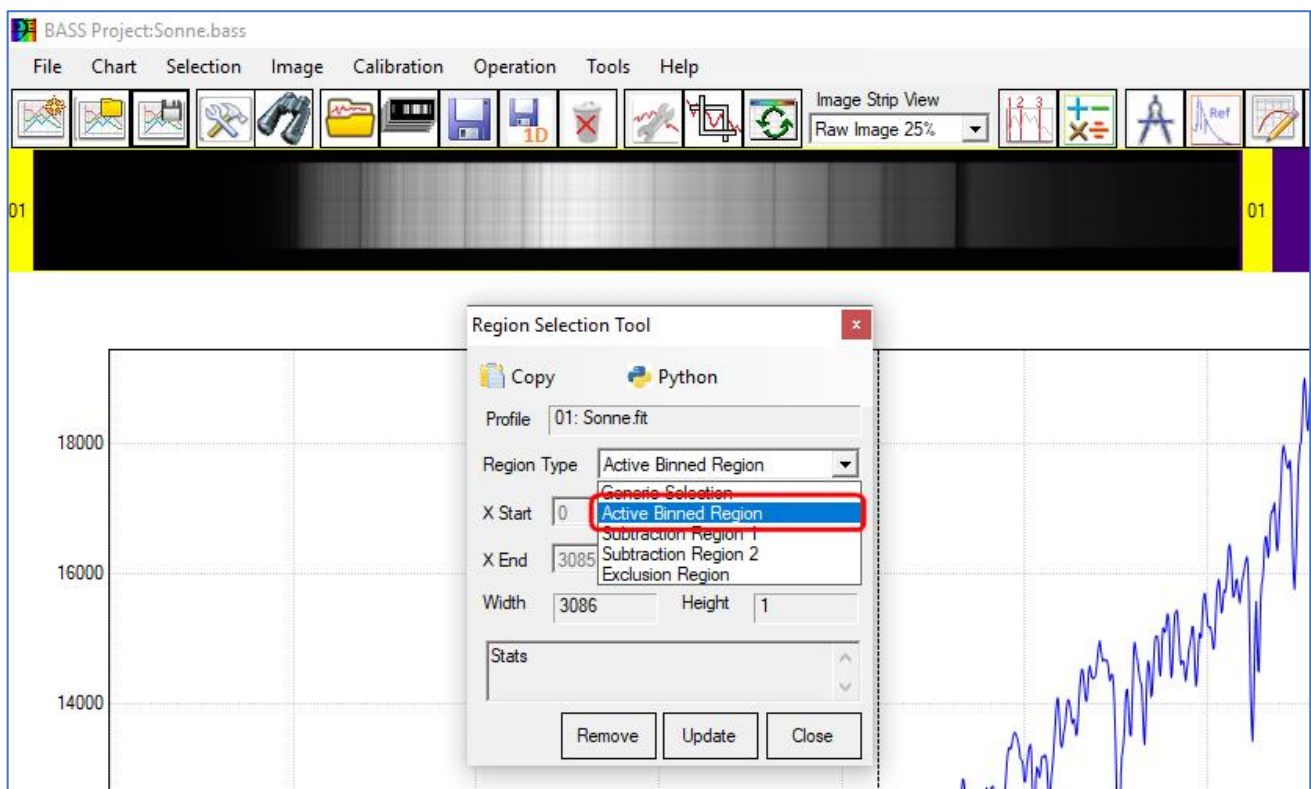 BASS Project:Sonne.bass
File Chart Selection Image Calibration Operation Tools Help
Image Strip View
Raw Image 25%
1D
1 2 3
Ref
01
01
Region Selection Tool
x
Copy Python
Profile 01: Sonne.fit
Region Type Active Binned Region
Generic Selection
X Start 0 Active Binned Region
Subtraction Region 1
X End 3085 Subtraction Region 2
Exclusion Region
Width 3086 Height 1
Stats
Remove Update Close
18000
16000
14000